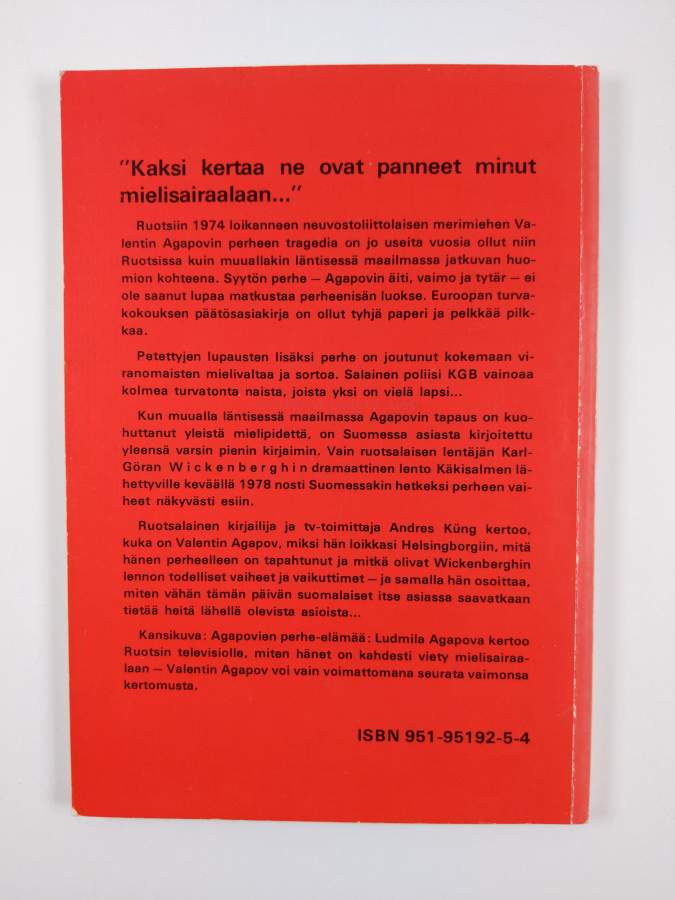 "Kaksi kertaa ne ovat panneet minut
mielisairaalaan..."
Ruotsiin 1974 loikanneen neuvostoliittolaisen merimiehen Va-
lentin Agapovin perheen tragedia on jo useita vuosia ollut niin
Ruotsissa kuin muuallakin läntisessä maailmassa jatkuvan huo-
mion kohteena. Syytön perhe – Agapovin äiti, vaimo ja tytär – ei
ole saanut lupaa matkustaa perheenisän luokse. Euroopan turva-
kokouksen päätösasiakirja on ollut tyhjä paperi ja pelkkää pilk-
kaa.
Petettyjen lupausten lisäksi perhe on joutunut kokemaan vi-
ranomaisten mielivaltaa ja sortoa. Salainen poliisi KGB vainoaa
kolmea turvatonta naista, joista yksi on vielä lapsi...
Kun muualla läntisessä maailmassa Agapovin tapaus on kuo-
huttanut yleistä mielipidettä, on Suomessa asiasta kirjoitettu
yleensä varsin pienin kirjaimin. Vain ruotsalaisen lentäjän Karl-
Göran Wickenberghin dramaattinen lento Käkisalmen lä-
hettyville keväällä 1978 nosti Suomessakin hetkeksi perheen vai-
heet näkyvästi esiin.
Ruotsalainen kirjailija ja tv-toimittaja Andres Küng kertoo,
kuka on Valentin Agapov, miksi hän loikkasi Helsingborgiin, mitä
hänen perheelleen on tapahtunut ja mitkä olivat Wickenberghin
lennon todelliset vaiheet ja vaikuttimet – ja samalla hän osoittaa,
miten vähän tämän päivän suomalaiset itse asiassa saavatkaan
tietää heitä lähellä olevista asioista...
Kansikuva: Agapovien perhe-elämää: Ludmila Agapova kertoo
Ruotsin televisiolle, miten hänet on kahdesti viety mielisairaa-
laan – Valentin Agapov voi vain voimattomana seurata vaimonsa
kertomusta.
ISBN 951-95192-5-4